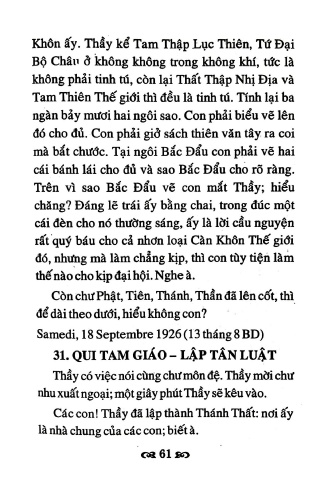 Khôn ấy. Thầy kể Tam Thập Lục Thiên, Tứ Đại
Bộ Châu ở không không trong không khí, tức là
không phải tinh tú, còn lại Thất Thập Nhị Địa và
Tam Thiên Thế giới thì đều là tinh tú. Tính lại ba
ngàn bảy mươi hai ngôi sao. Con phải biểu vẽ lên
đó cho đủ. Con phải giở sách thiên văn tây ra coi
mà bắt chước. Tại ngôi Bắc Đẩu con phải vẽ hai
cái bánh lái cho đủ và sao Bắc Đẩu cho rõ ràng.
Trên vì sao Bắc Đẩu vẽ con mắt Thầy; hiểu
chăng? Đáng lẽ trái ấy bằng chai, trong đúc một
cái đèn cho nó thường sáng, ấy là lời cầu nguyện
rất quý báu cho cả nhơn loại Càn Khôn Thế giới
đó, nhưng mà làm chẳng kịp, thì con tùy tiện làm
thế nào cho kịp đại hội. Nghe à.
Còn chư Phật, Tiên, Thánh, Thần đã lên cốt, thì
để dài theo dưới, hiểu không con?
Samedi, 18 Septembre 1926 (13 tháng 8 BD)
31. QUI TAM GIÁO – LẬP TÂN LUẬT
Thầy có việc nói cùng chư môn đệ. Thầy mời chư
nhu xuất ngoại; một giây phút Thầy sẽ kêu vào.
Các con! Thầy đã lập thành Thánh Thất: nơi ấy
là nhà chung của các con; biết à.
61